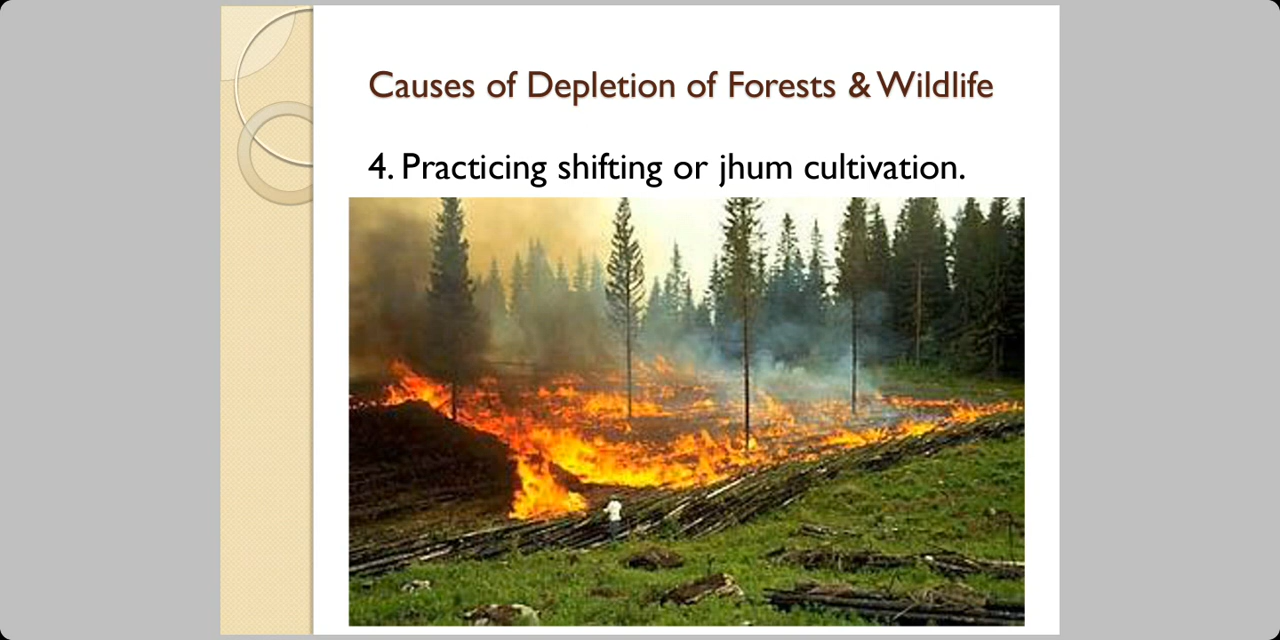 Causes of Depletion of Forests & Wildlife
4. Practicing shifting or jhum cultivation.